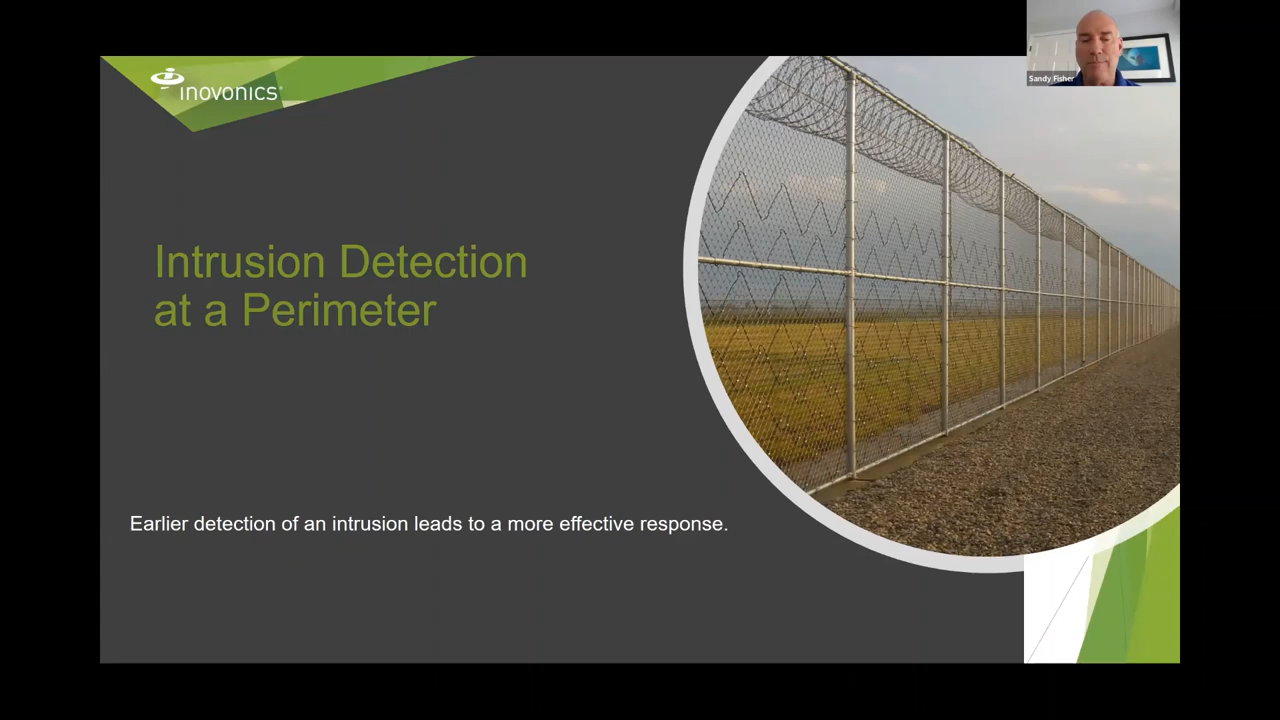 inovonics
Sandy Fisher
Intrusion Detection
at a Perimeter
Earlier detection of an intrusion leads to a more effective response.